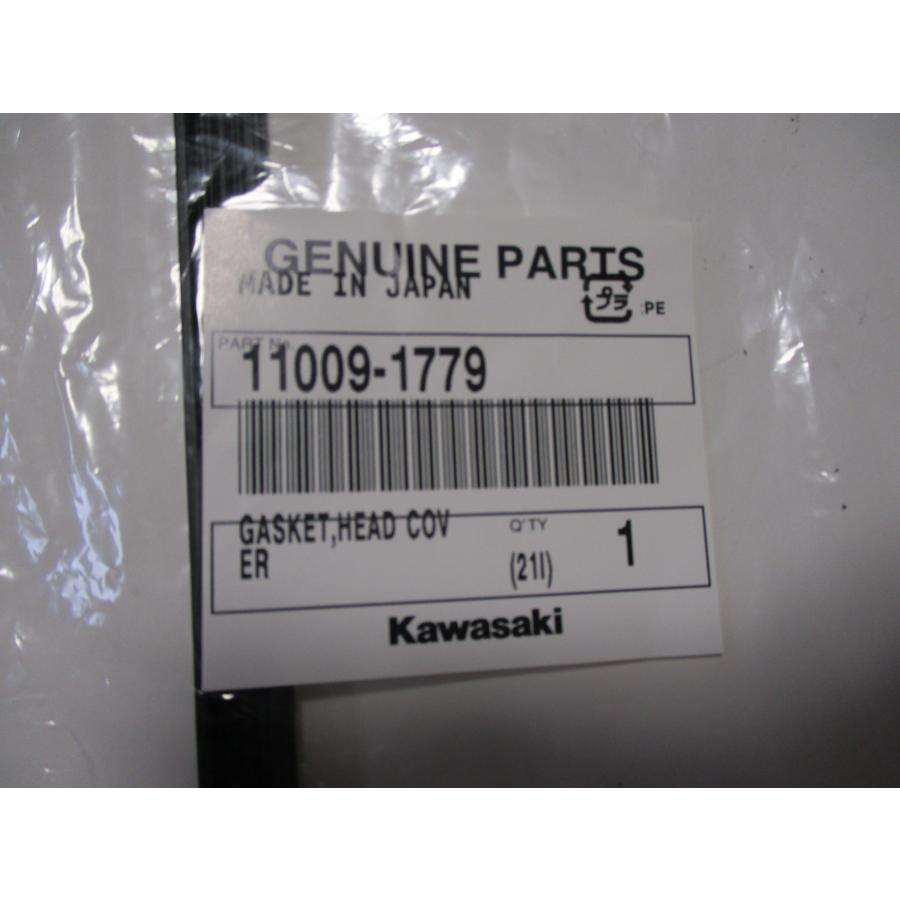 GENUINE PARTS
MADE IN JAPAN
プラ :PE
PART No.
11009-1779
GASKET,HEAD COV
ER
Q'TY
(21I)
1
Kawasaki